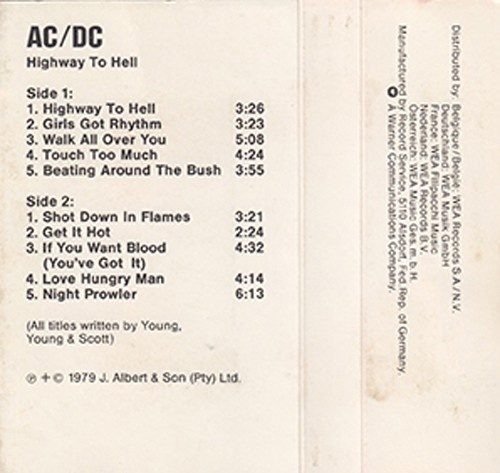 AC/DC
Highway To Hell
Side 1:
1. Highway To Hell 3:26
2. Girls Got Rhythm 3:23
3. Walk All Over You 5:08
4. Touch Too Much 4:24
5. Beating Around The Bush 3:55
Side 2:
1. Shot Down In Flames 3:21
2. Get It Hot 2:24
3. If You Want Blood 4:32
(You've Got It)
4. Love Hungry Man 4:14
5. Night Prowler 6:13
(All titles written by Young,
Young & Scott)
℗ + © 1979 J. Albert & Son (Pty) Ltd.
Distributed by: Belgique/België: WEA Records S.A./N.V.
Deutschland: WEA Musik GmbH
France: WEA Filipacchi Music
Nederland: WEA Records B.V.
Österreich: WEA Music Ges. m. b. H.
A Warner Communications Company.
Manufactured by Record Service, 5110 Alsdorf, Fed. Rep. of Germany.